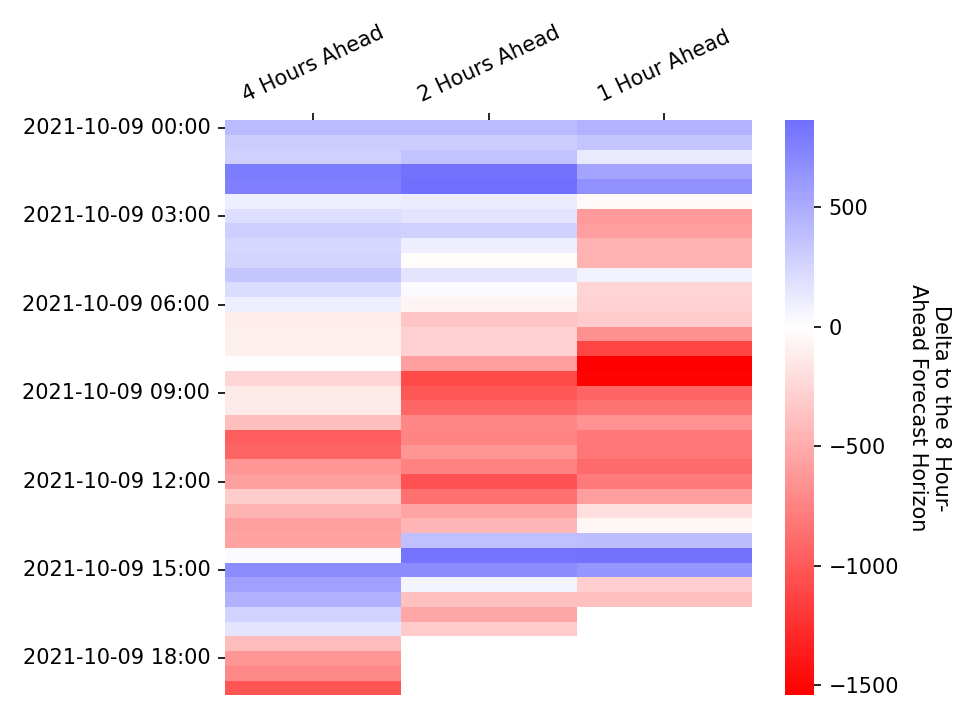 4 Hours Ahead
2 Hours Ahead
1 Hour Ahead
2021-10-09 00:00
2021-10-09 03:00
2021-10-09 06:00
2021-10-09 09:00
2021-10-09 12:00
2021-10-09 15:00
2021-10-09 18:00
500
0
−500
−1000
−1500
Delta to the 8 Hour-
Ahead Forecast Horizon